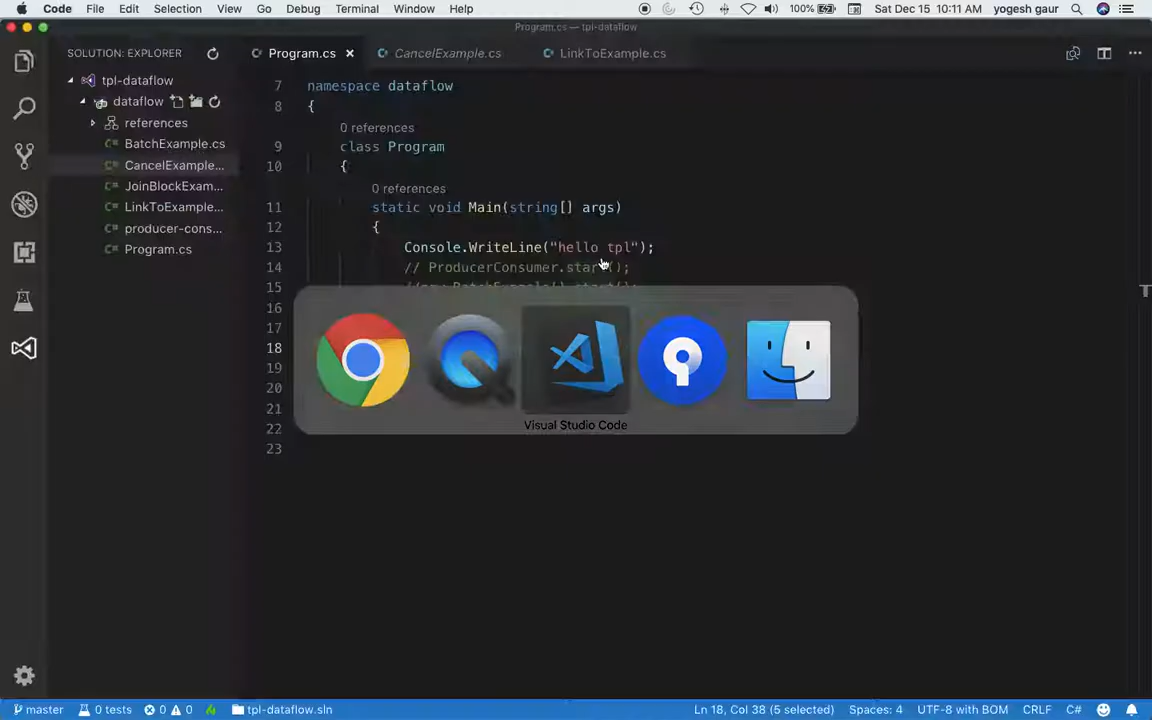 Code File Edit Selection View Go Debug Terminal Window Help 100% Sat Dec 15 10:11 AM yogesh gaur
Program.cs — tpl-dataflow
SOLUTION: EXPLORER
tpl-dataflow
dataflow
references
BatchExample.cs
CancelExample...
JoinBlockExam...
LinkToExample...
producer-cons...
Program.cs
Program.cs CancelExample.cs LinkToExample.cs
7 namespace dataflow
8 {
0 references
9 class Program
10 {
0 references
11 static void Main(string[] args)
12 {
13 Console.WriteLine("hello tpl");
14 // ProducerConsumer.start();
15 //new BatchExample().start();
16
17
18
19
20
21
22
23
Visual Studio Code
master 0 tests 0 0 tpl-dataflow.sln Ln 18, Col 38 (5 selected) Spaces: 4 UTF-8 with BOM CRLF C#